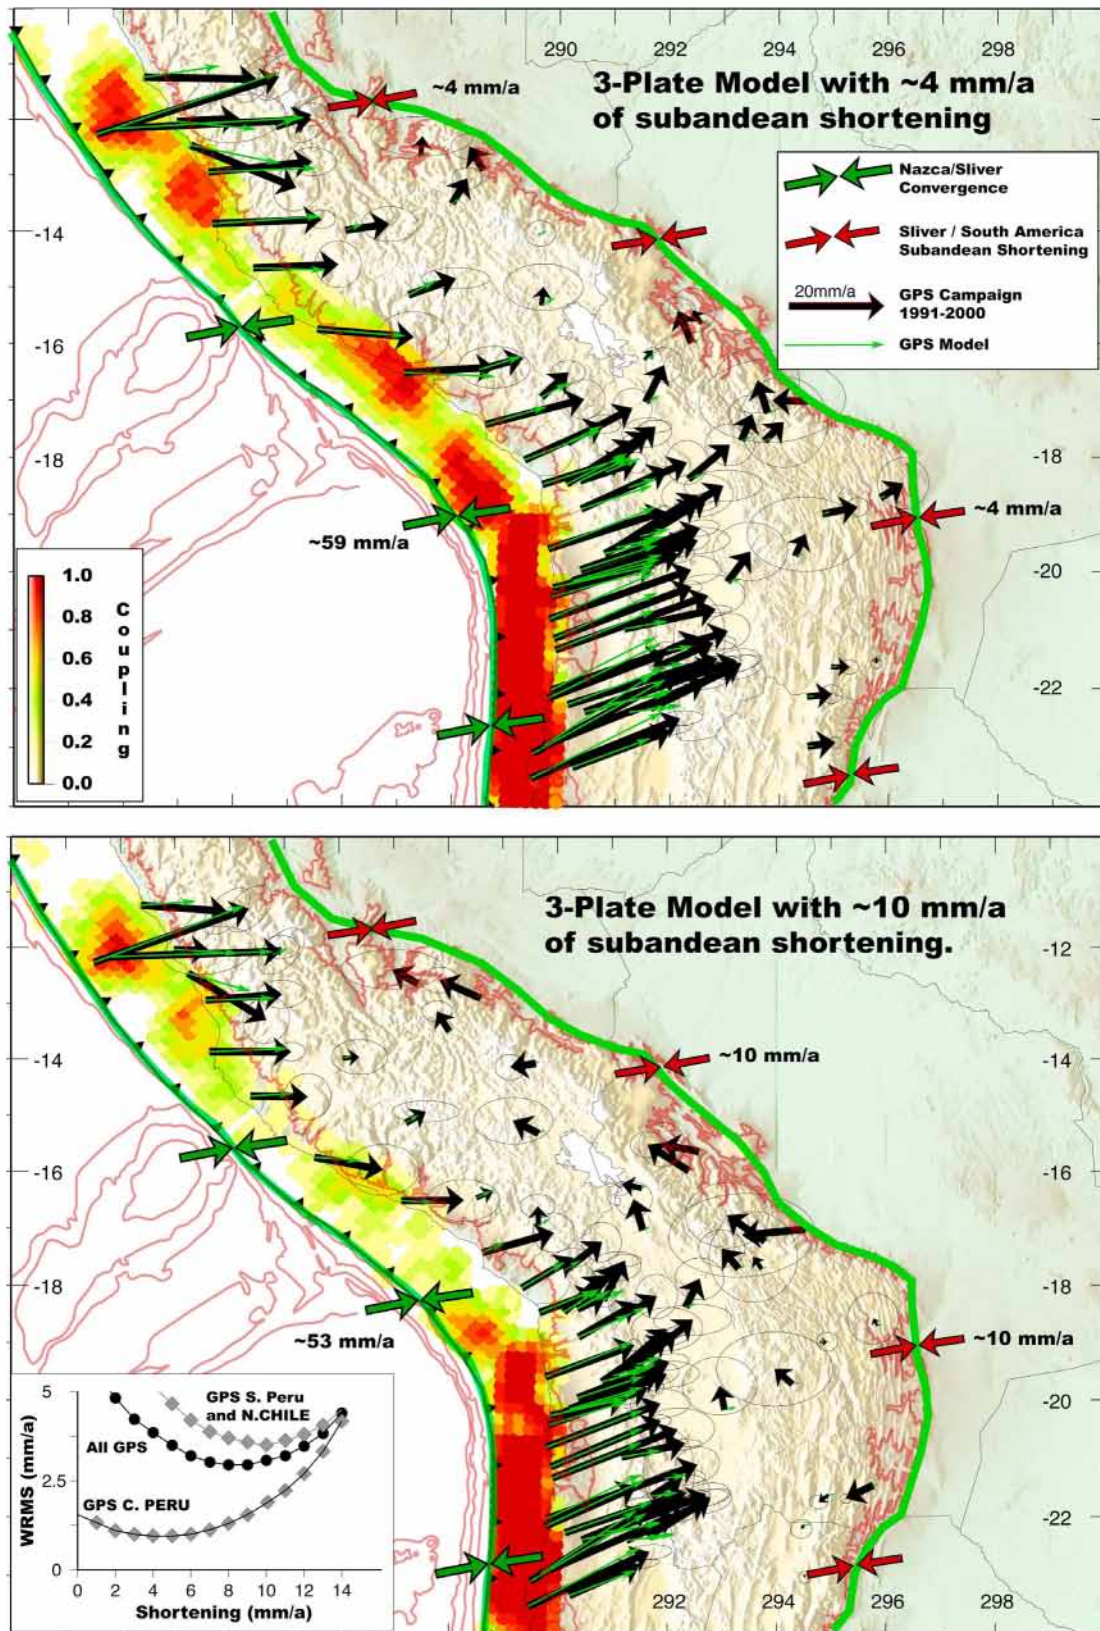 290
292
294
296
298
~4 mm/a
3-Plate Model with ~4 mm/a
of subandean shortening
Nazca/Sliver
Convergence
Sliver / South America
Subandean Shortening
20mm/a
GPS Campaign
1991-2000
GPS Model
-14
-16
-18
-18
~59 mm/a
~4 mm/a
-20
-22
1.0
0.8
0.6
0.4
0.2
0.0
Coupling
3-Plate Model with ~10 mm/a
of subandean shortening.
-12
-14
~10 mm/a
-14
-16
-16
-18
-18
~53 mm/a
~10 mm/a
-20
-22
292
294
296
298
5
2.5
0
WRMS (mm/a)
GPS S. Peru
and N.CHILE
All GPS
GPS C. PERU
0
2
4
6
8
10
12
14
Shortening (mm/a)